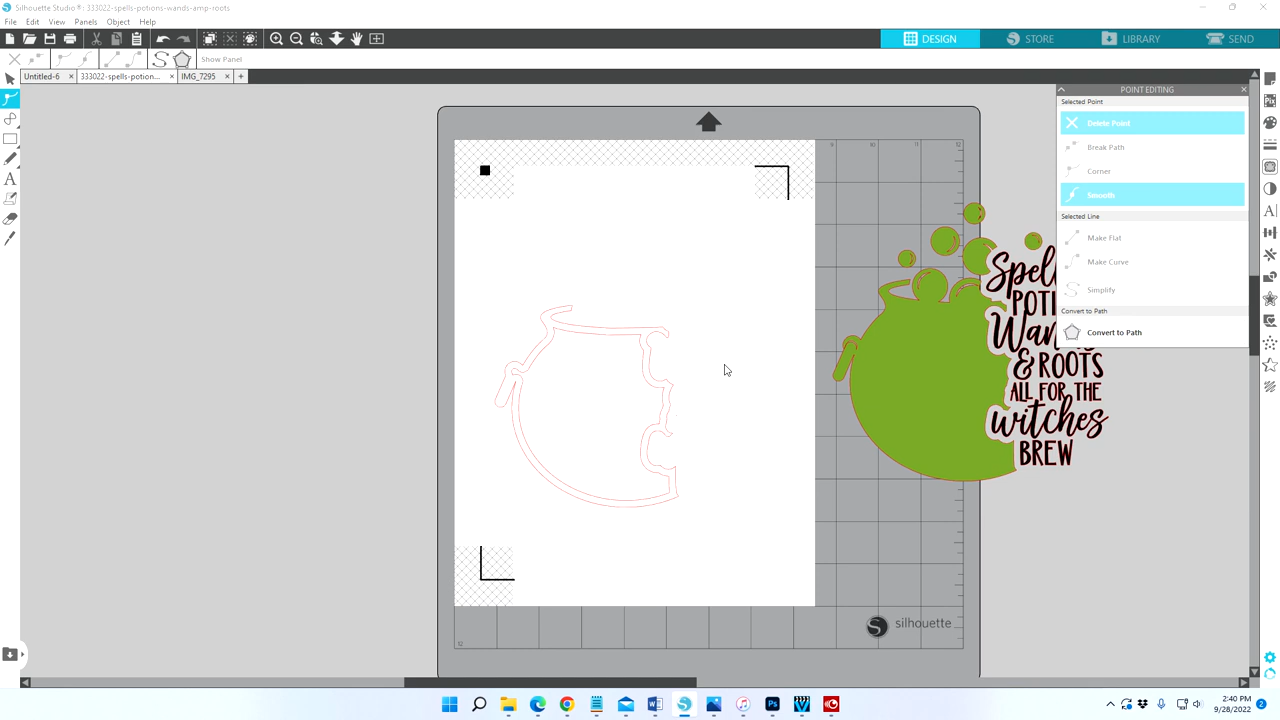 Silhouette Studio®: 333022-spells-potions-wands-amp-roots
File Edit View Panels Object Help
DESIGN STORE LIBRARY SEND
Show Panel
Untitled-6 333022-spells-potion... IMG_7295
POINT EDITING
Selected Point
Delete Point
Break Path
Corner
Smooth
Selected Line
Make Flat
Make Curve
Simplify
Convert to Path
Convert to Path
& ROOTS
ALL FOR THE
witches
BREW
silhouette
2:40 PM
9/28/2022